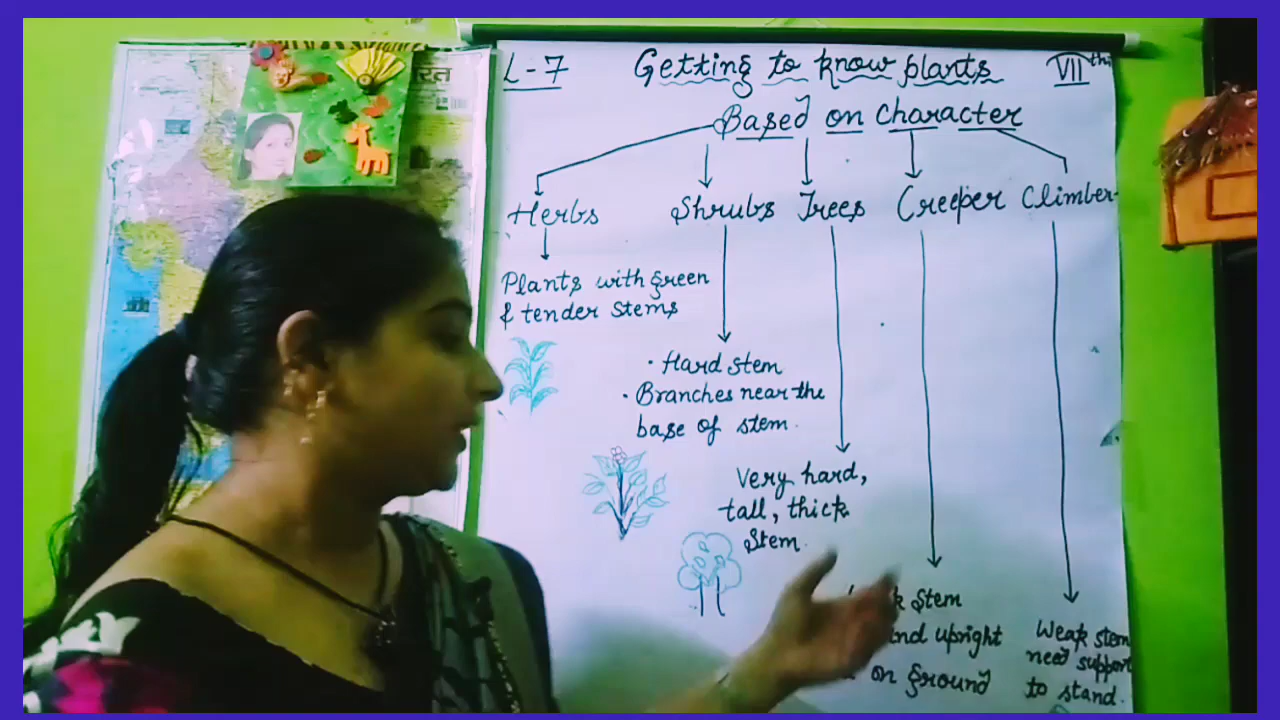 L-7 Getting to know plants VIIth
Based on Character
Herbs Shrubs Trees Creeper Climber
Plants with green
& tender stems
· Hard stem
· Branches near the
base of stem.
Very hard,
tall, thick
stem.
stem
upright
on ground
Weak stem
need support
to stand.